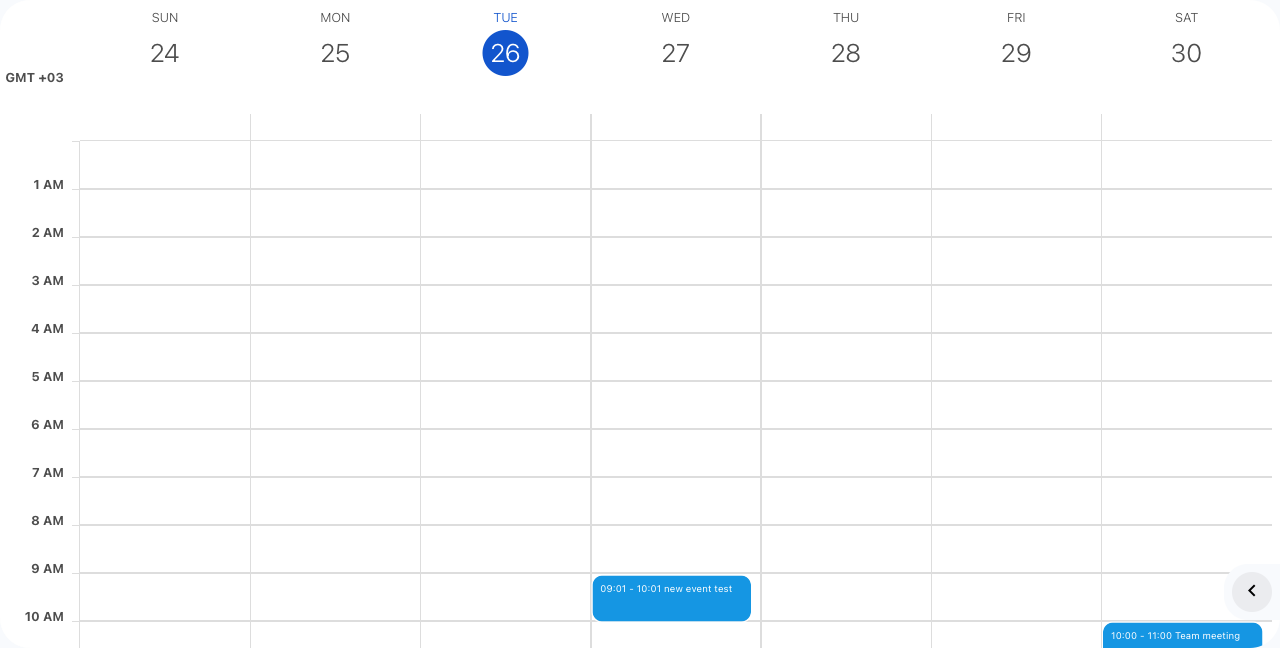 SUN MON TUE WED THU FRI SAT
24 25 26 27 28 29 30
GMT +03
1 AM
2 AM
3 AM
4 AM
5 AM
6 AM
7 AM
8 AM
9 AM
09:01 - 10:01 new event test
10 AM
10:00 - 11:00 Team meeting